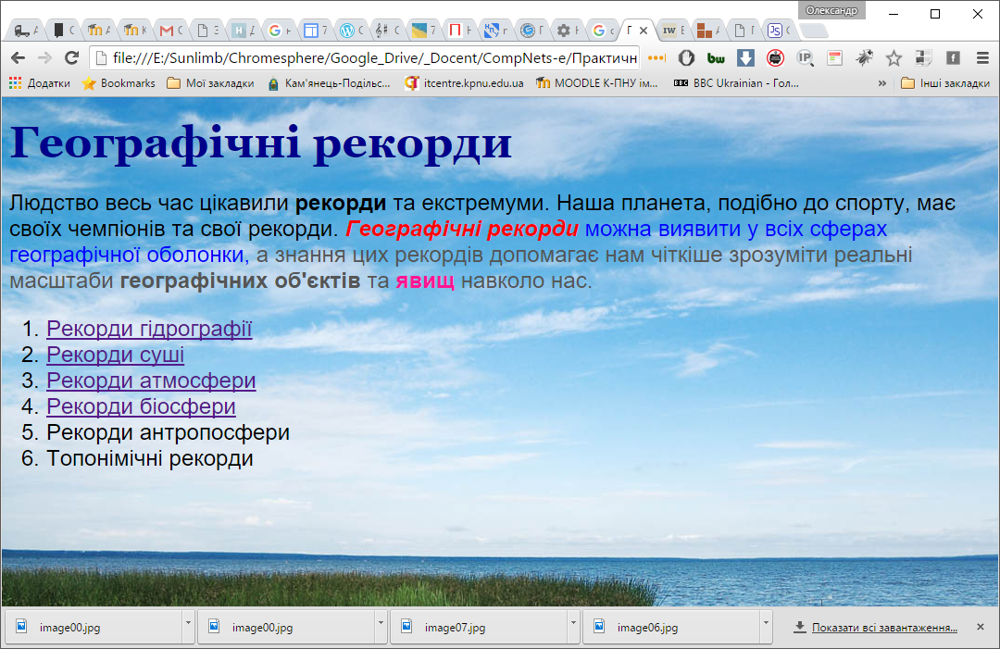 Олександр
file:///E:/Sunlimb/Chromesphere/Google_Drive/_Docent/CompNets-e/Практичн
Додатки Bookmarks Мої закладки Кам'янець-Подільс... itcentre.kpnu.edu.ua MOODLE К-ПНУ ім... BBC BBC Ukrainian - Гол... » Інші закладки
Географічні рекорди
Людство весь час цікавили рекорди та екстремуми. Наша планета, подібно до спорту, має
своїх чемпіонів та свої рекорди. Географічні рекорди можна виявити у всіх сферах
географічної оболонки, а знання цих рекордів допомагає нам чіткіше зрозуміти реальні
масштаби географічних об'єктів та явищ навколо нас.
1. Рекорди гідрографії
2. Рекорди суші
3. Рекорди атмосфери
4. Рекорди біосфери
5. Рекорди антропосфери
6. Топонімічні рекорди
image00.jpg image00.jpg image07.jpg image06.jpg Показати всі завантаження...